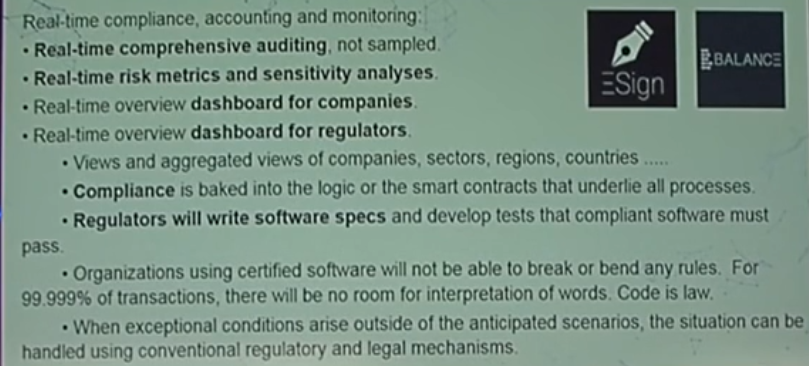 Real-time compliance, accounting and monitoring:
• Real-time comprehensive auditing, not sampled.
• Real-time risk metrics and sensitivity analyses.
• Real-time overview dashboard for companies.
• Real-time overview dashboard for regulators.
• Views and aggregated views of companies, sectors, regions, countries .....
• Compliance is baked into the logic or the smart contracts that underlie all processes.
• Regulators will write software specs and develop tests that compliant software must
pass.
• Organizations using certified software will not be able to break or bend any rules. For
99.999% of transactions, there will be no room for interpretation of words. Code is law.
• When exceptional conditions arise outside of the anticipated scenarios, the situation can be
handled using conventional regulatory and legal mechanisms.
ΞSign
BALANCΞ